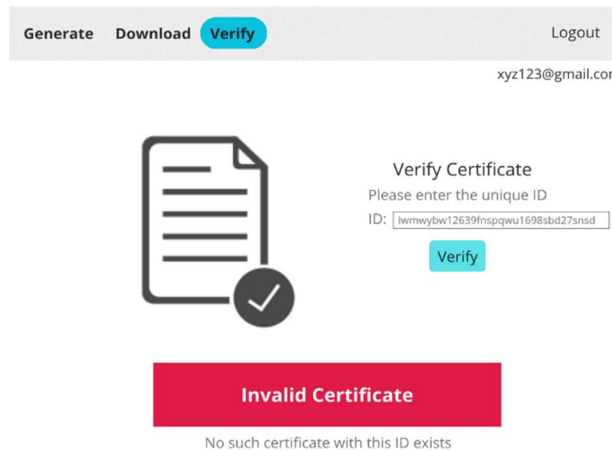 Generate Download Verify Logout
xyz123@gmail.com
Verify Certificate
Please enter the unique ID
ID: iwmwybw12639fnspqwu1698sbd27snsd
Verify
Invalid Certificate
No such certificate with this ID exists